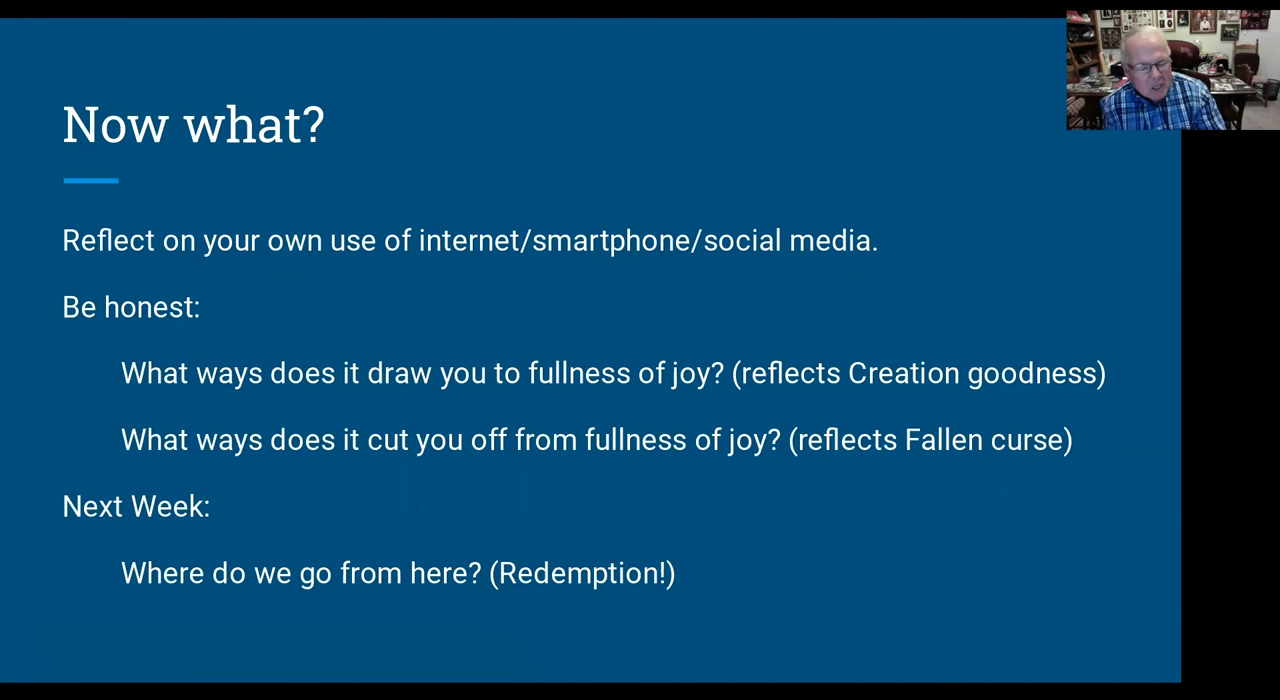 Now what?
Reflect on your own use of internet/smartphone/social media.
Be honest:
What ways does it draw you to fullness of joy? (reflects Creation goodness)
What ways does it cut you off from fullness of joy? (reflects Fallen curse)
Next Week:
Where do we go from here? (Redemption!)